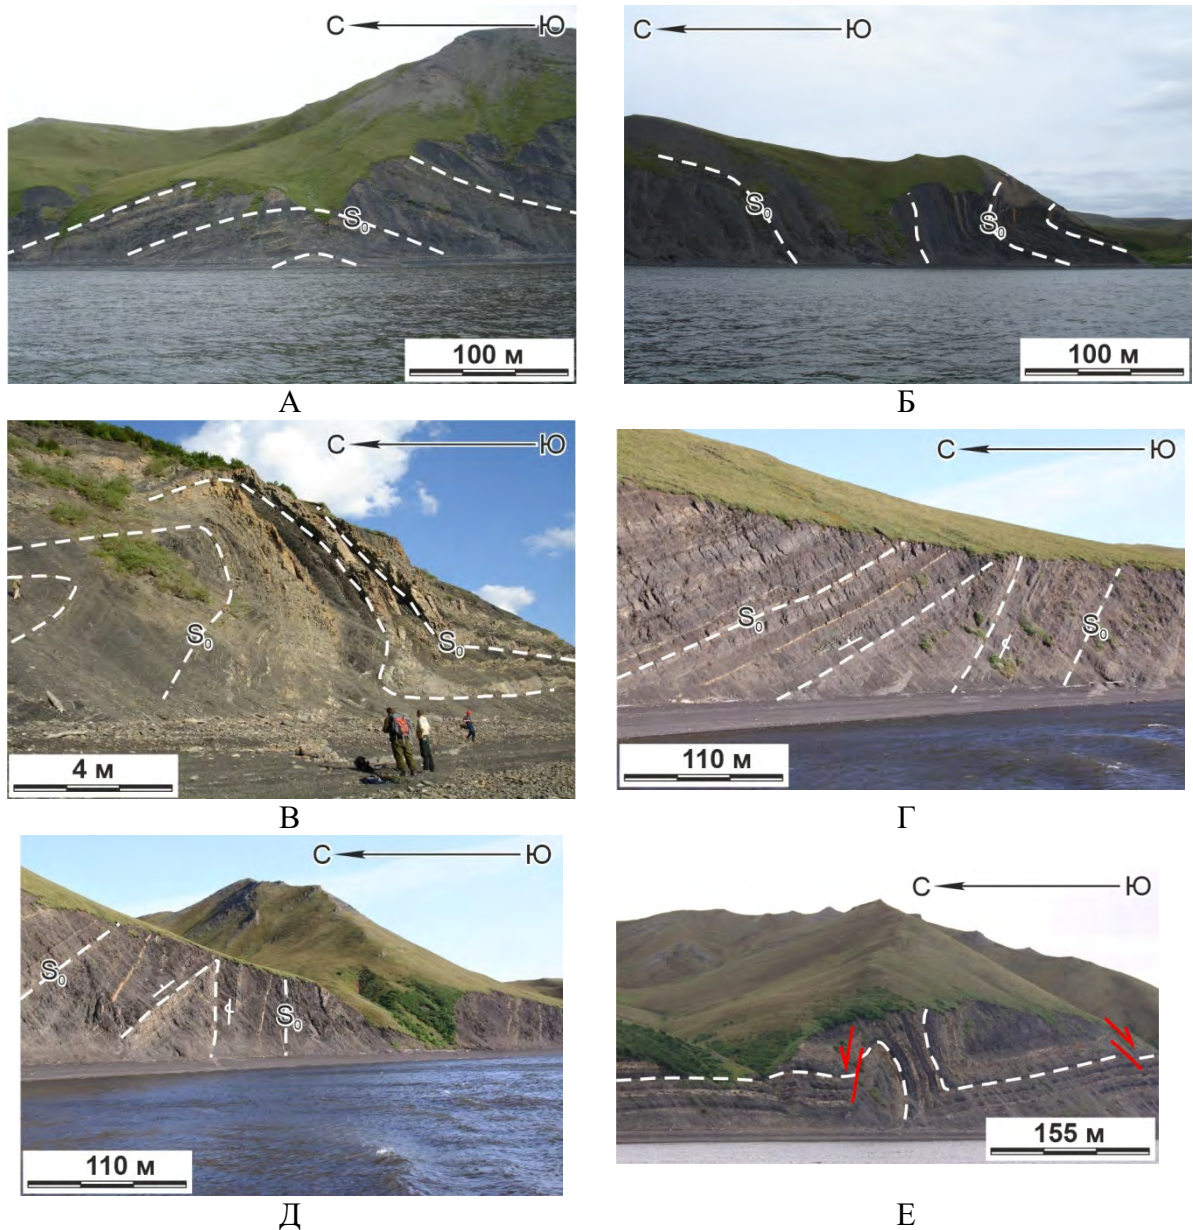 С Ю
S₀
100 м
А
С Ю
S₀ S₀
100 м
Б
С Ю
S₀
S₀
4 м
В
С Ю
S₀ S₀
110 м
Г
С Ю
S₀
S₀
110 м
Д
С Ю
155 м
Е